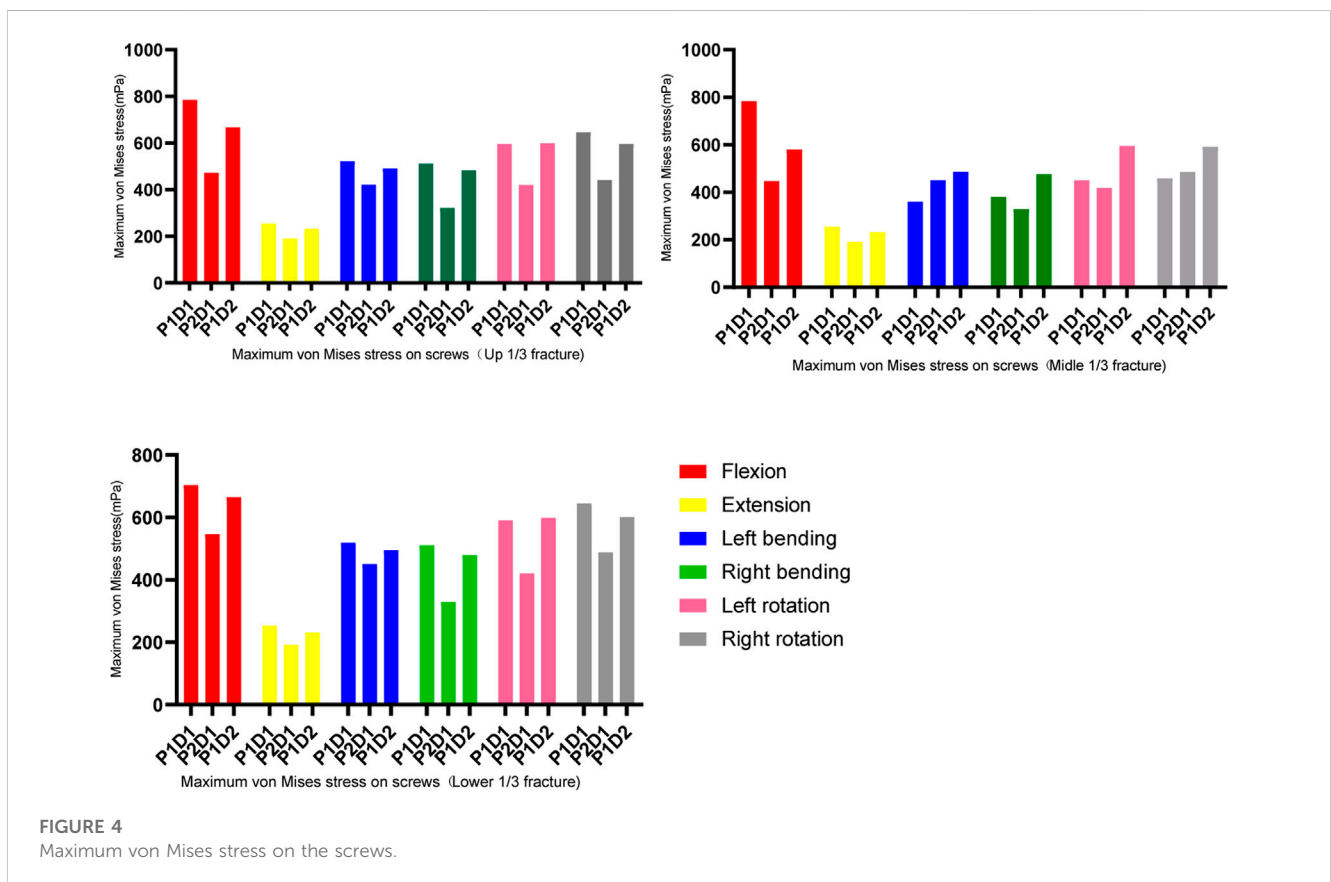 1000
800
600
400
200
0
Maximum von Mises stress(mPa)
P1D1 P2D1 P1D2 P1D1 P2D1 P1D2 P1D1 P2D1 P1D2 P1D1 P2D1 P1D2 P1D1 P2D1 P1D2 P1D1 P2D1 P1D2
Maximum von Mises stress on screws（Up 1/3 fracture)
1000
800
600
400
200
0
Maximum von Mises stress(mPa)
P1D1 P2D1 P1D2 P1D1 P2D1 P1D2 P1D1 P2D1 P1D2 P1D1 P2D1 P1D2 P1D1 P2D1 P1D2 P1D1 P2D1 P1D2
Maximum von Mises stress on screws（Midle 1/3 fracture)
800
600
400
200
0
Maximum von Mises stress(mPa)
P1D1 P2D1 P1D2 P1D1 P2D1 P1D2 P1D1 P2D1 P1D2 P1D1 P2D1 P1D2 P1D1 P2D1 P1D2 P1D1 P2D1 P1D2
Maximum von Mises stress on screws（Lower 1/3 fracture)
Flexion
Extension
Left bending
Right bending
Left rotation
Right rotation
FIGURE 4
Maximum von Mises stress on the screws.